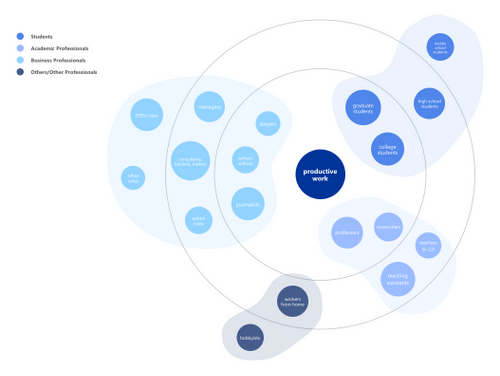 Students
Academic Professionals
Business Professionals
Others/Other Professionals
middle
school
students
high school
students
graduate
students
college
students
STEM roles
managers
lawyers
consultants,
bankers, traders
writers,
editors
other
roles
admin
roles
journalists
productive
work
professors
researchers
teachers
(k-12)
teaching
assistants
workers
from home
hobbyists